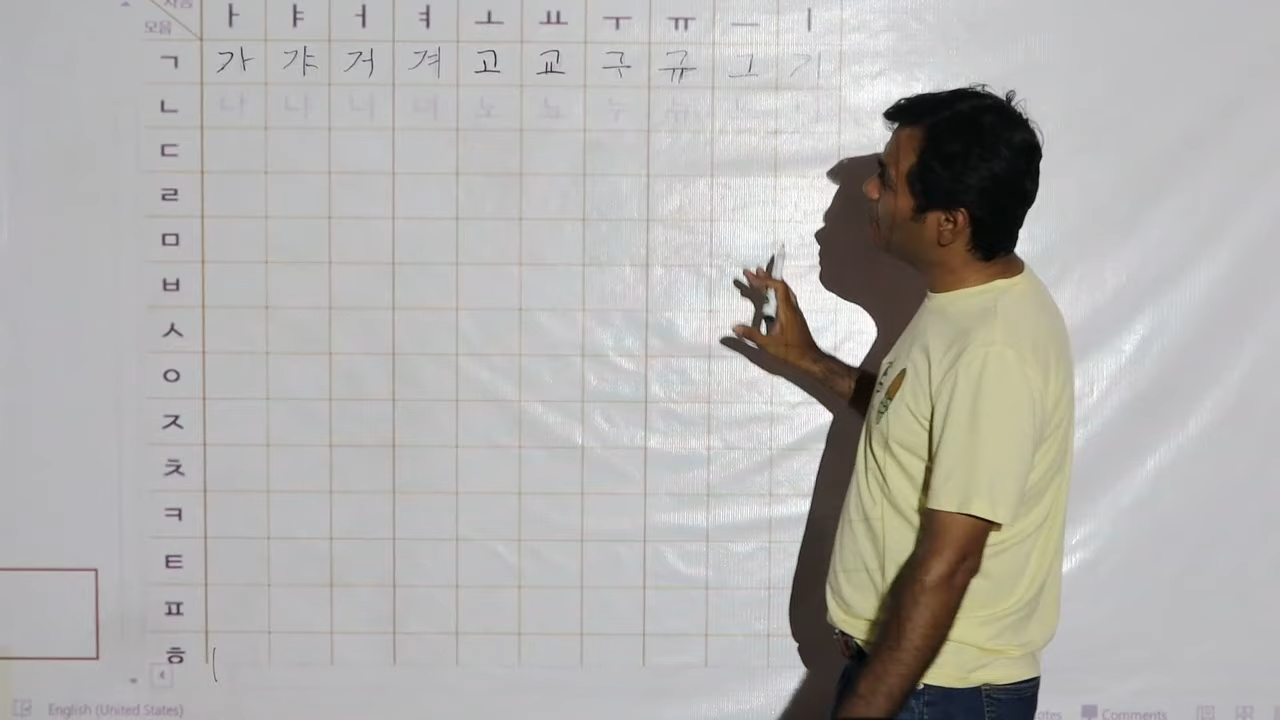 자음 ㅏ ㅑ ㅓ ㅕ ㅗ ㅛ ㅜ ㅠ ㅡ ㅣ
모음
ㄱ 가 갸 거 겨 고 교 구 규 그 기
ㄴ 나 냐 너 녀 노 뇨 누 뉴
ㄷ
ㄹ
ㅁ
ㅂ
ㅅ
ㅇ
ㅈ
ㅊ
ㅋ
ㅌ
ㅍ
ㅎ
English (United States) Comments